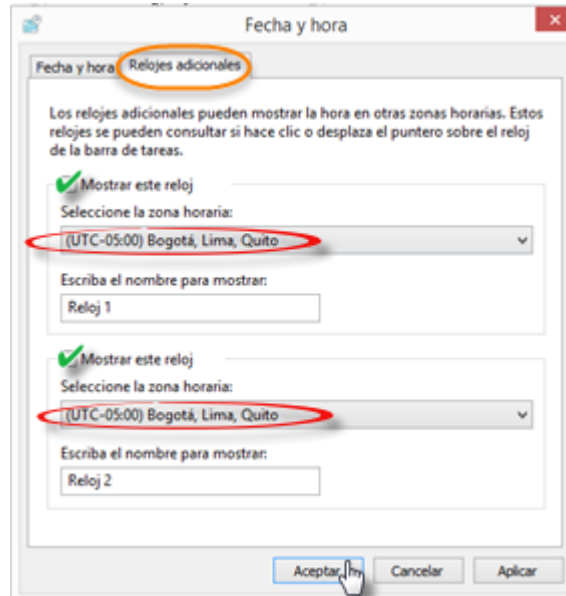 Fecha y hora
Fecha y hora
Relojes adicionales
Los relojes adicionales pueden mostrar la hora en otras zonas horarias. Estos
relojes se pueden consultar si hace clic o desplaza el puntero sobre el reloj
de la barra de tareas.
Mostrar este reloj
Seleccione la zona horaria:
(UTC-05:00) Bogotá, Lima, Quito
Escriba el nombre para mostrar:
Reloj 1
Mostrar este reloj
Seleccione la zona horaria:
(UTC-05:00) Bogotá, Lima, Quito
Escriba el nombre para mostrar:
Reloj 2
Aceptar
Cancelar
Aplicar